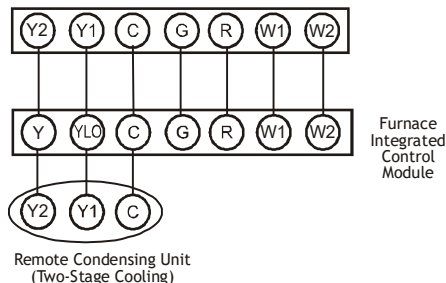 Y2 Y1 C G R W1 W2
Y YLO C G R W1 W2
Furnace
Integrated
Control
Module
Y2 Y1 C
Remote Condensing Unit
(Two-Stage Cooling)